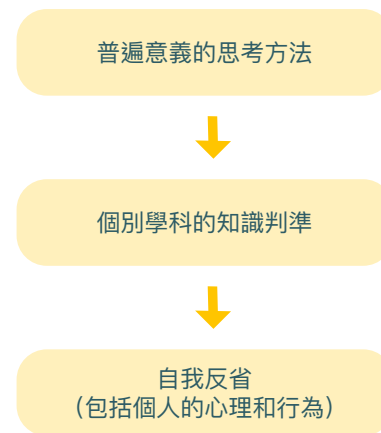 普遍意義的思考方法
個別學科的知識判準
自我反省
（包括個人的心理和行為）